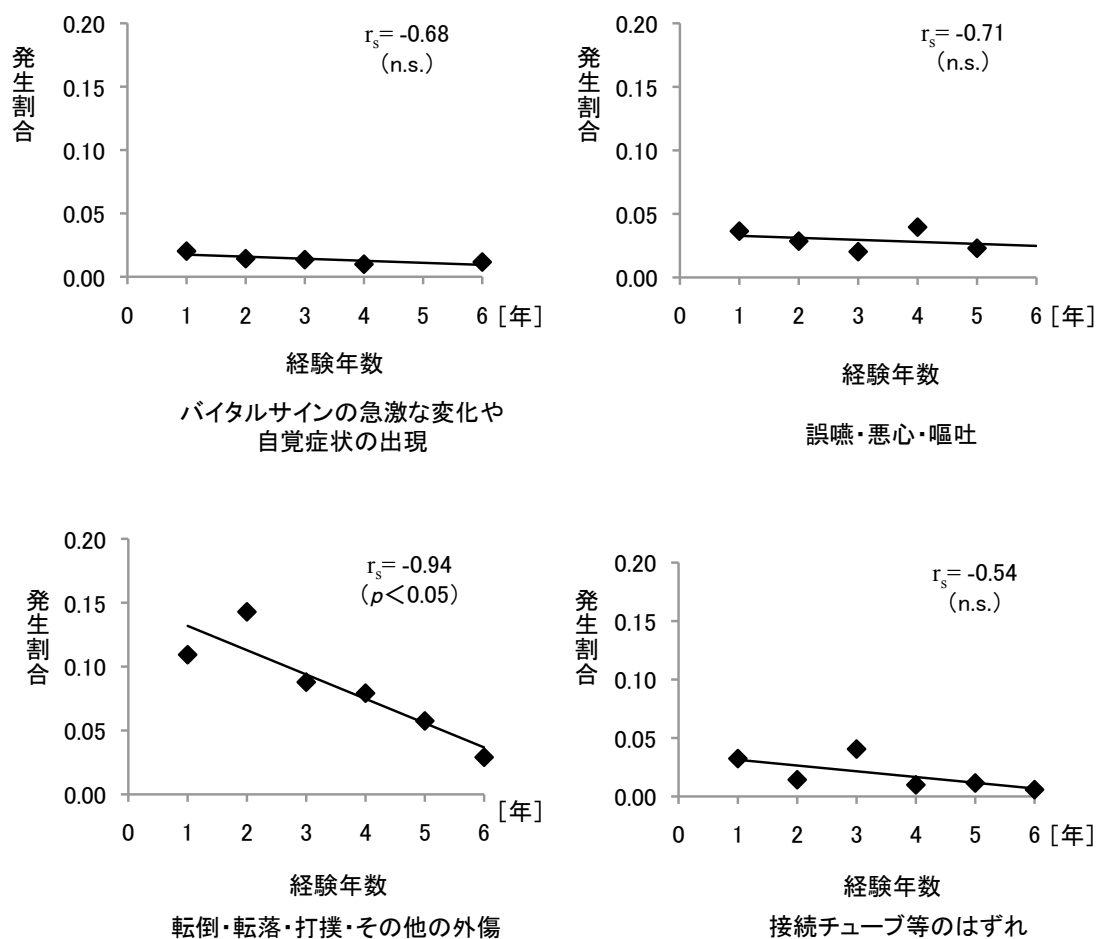 rs= -0.68
（n.s.）
発生割合
0.20
0.15
0.10
0.05
0.00
0 1 2 3 4 5 6 ［年］
経験年数
バイタルサインの急激な変化や
自覚症状の出現
rs= -0.71
（n.s.）
発生割合
0.20
0.15
0.10
0.05
0.00
0 1 2 3 4 5 6 ［年］
経験年数
誤嚥・悪心・嘔吐
rs= -0.94
（p＜0.05）
発生割合
0.20
0.15
0.10
0.05
0.00
0 1 2 3 4 5 6 ［年］
経験年数
転倒・転落・打撲・その他の外傷
rs= -0.54
（n.s.）
発生割合
0.20
0.15
0.10
0.05
0.00
0 1 2 3 4 5 6 ［年］
経験年数
接続チューブ等のはずれ